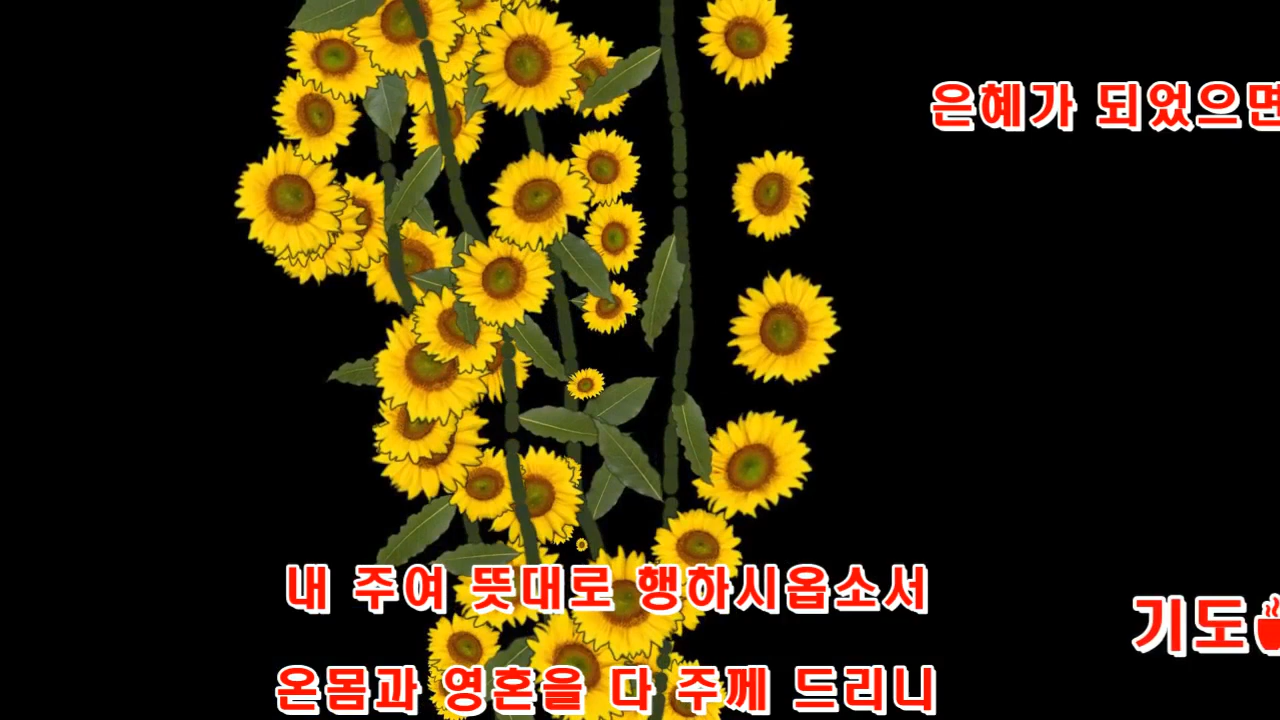 은혜가 되었으면
내 주여 뜻대로 행하시옵소서
기도
온몸과 영혼을 다 주께 드리니